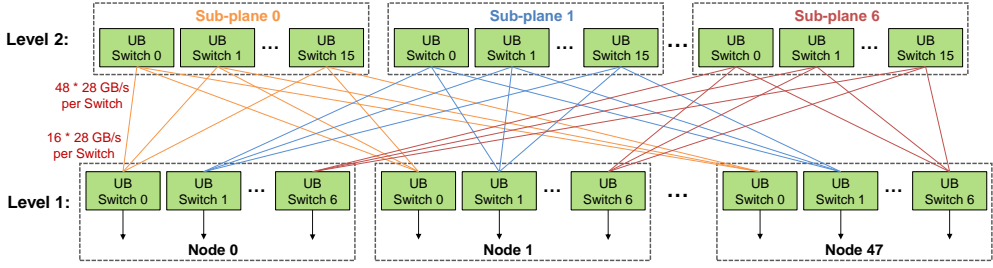 Sub-plane 0 Sub-plane 1 Sub-plane 6
Level 2:
UB Switch 0 UB Switch 1 ... UB Switch 15 UB Switch 0 UB Switch 1 ... UB Switch 15 ... UB Switch 0 UB Switch 1 ... UB Switch 15
48 * 28 GB/s
per Switch
16 * 28 GB/s
per Switch
Level 1:
UB Switch 0 UB Switch 1 ... UB Switch 6 UB Switch 0 UB Switch 1 ... UB Switch 6 ... UB Switch 0 UB Switch 1 ... UB Switch 6
Node 0 Node 1 Node 47